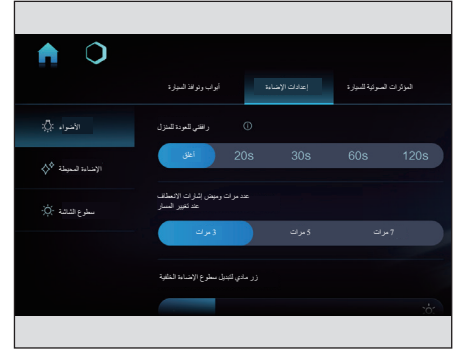 أبواب ونوافذ السيارة
إعدادات الإضاءة
المؤثرات الصوتية للسيارة
الأضواء
الإضاءة المحيطة
سطوع الشاشة
رافقني للعودة للمنزل
أغلق 20s 30s 60s 120s
عدد مرات وميض إشارات الانعطاف
عند تغيير المسار
3 مرات 5 مرات 7 مرات
زر مادي لتبديل سطوع الإضاءة الخلفية